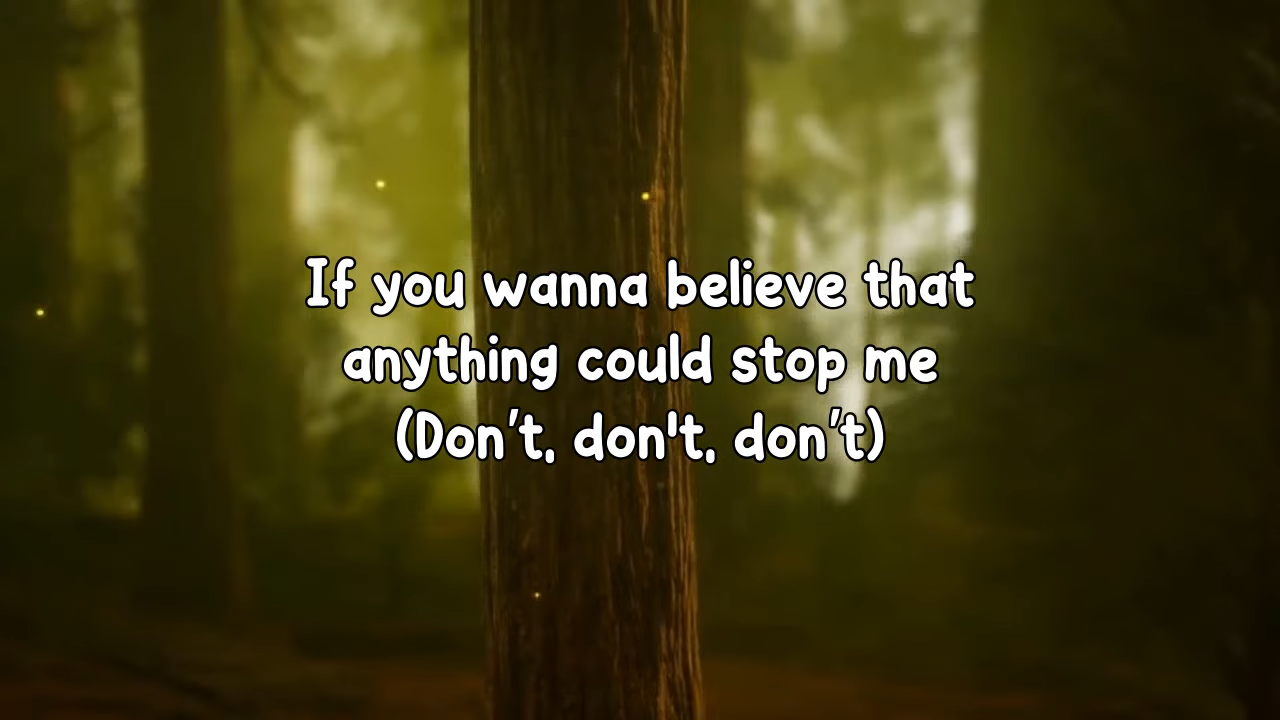 If you wanna believe that
anything could stop me
(Don't, don't, don't)